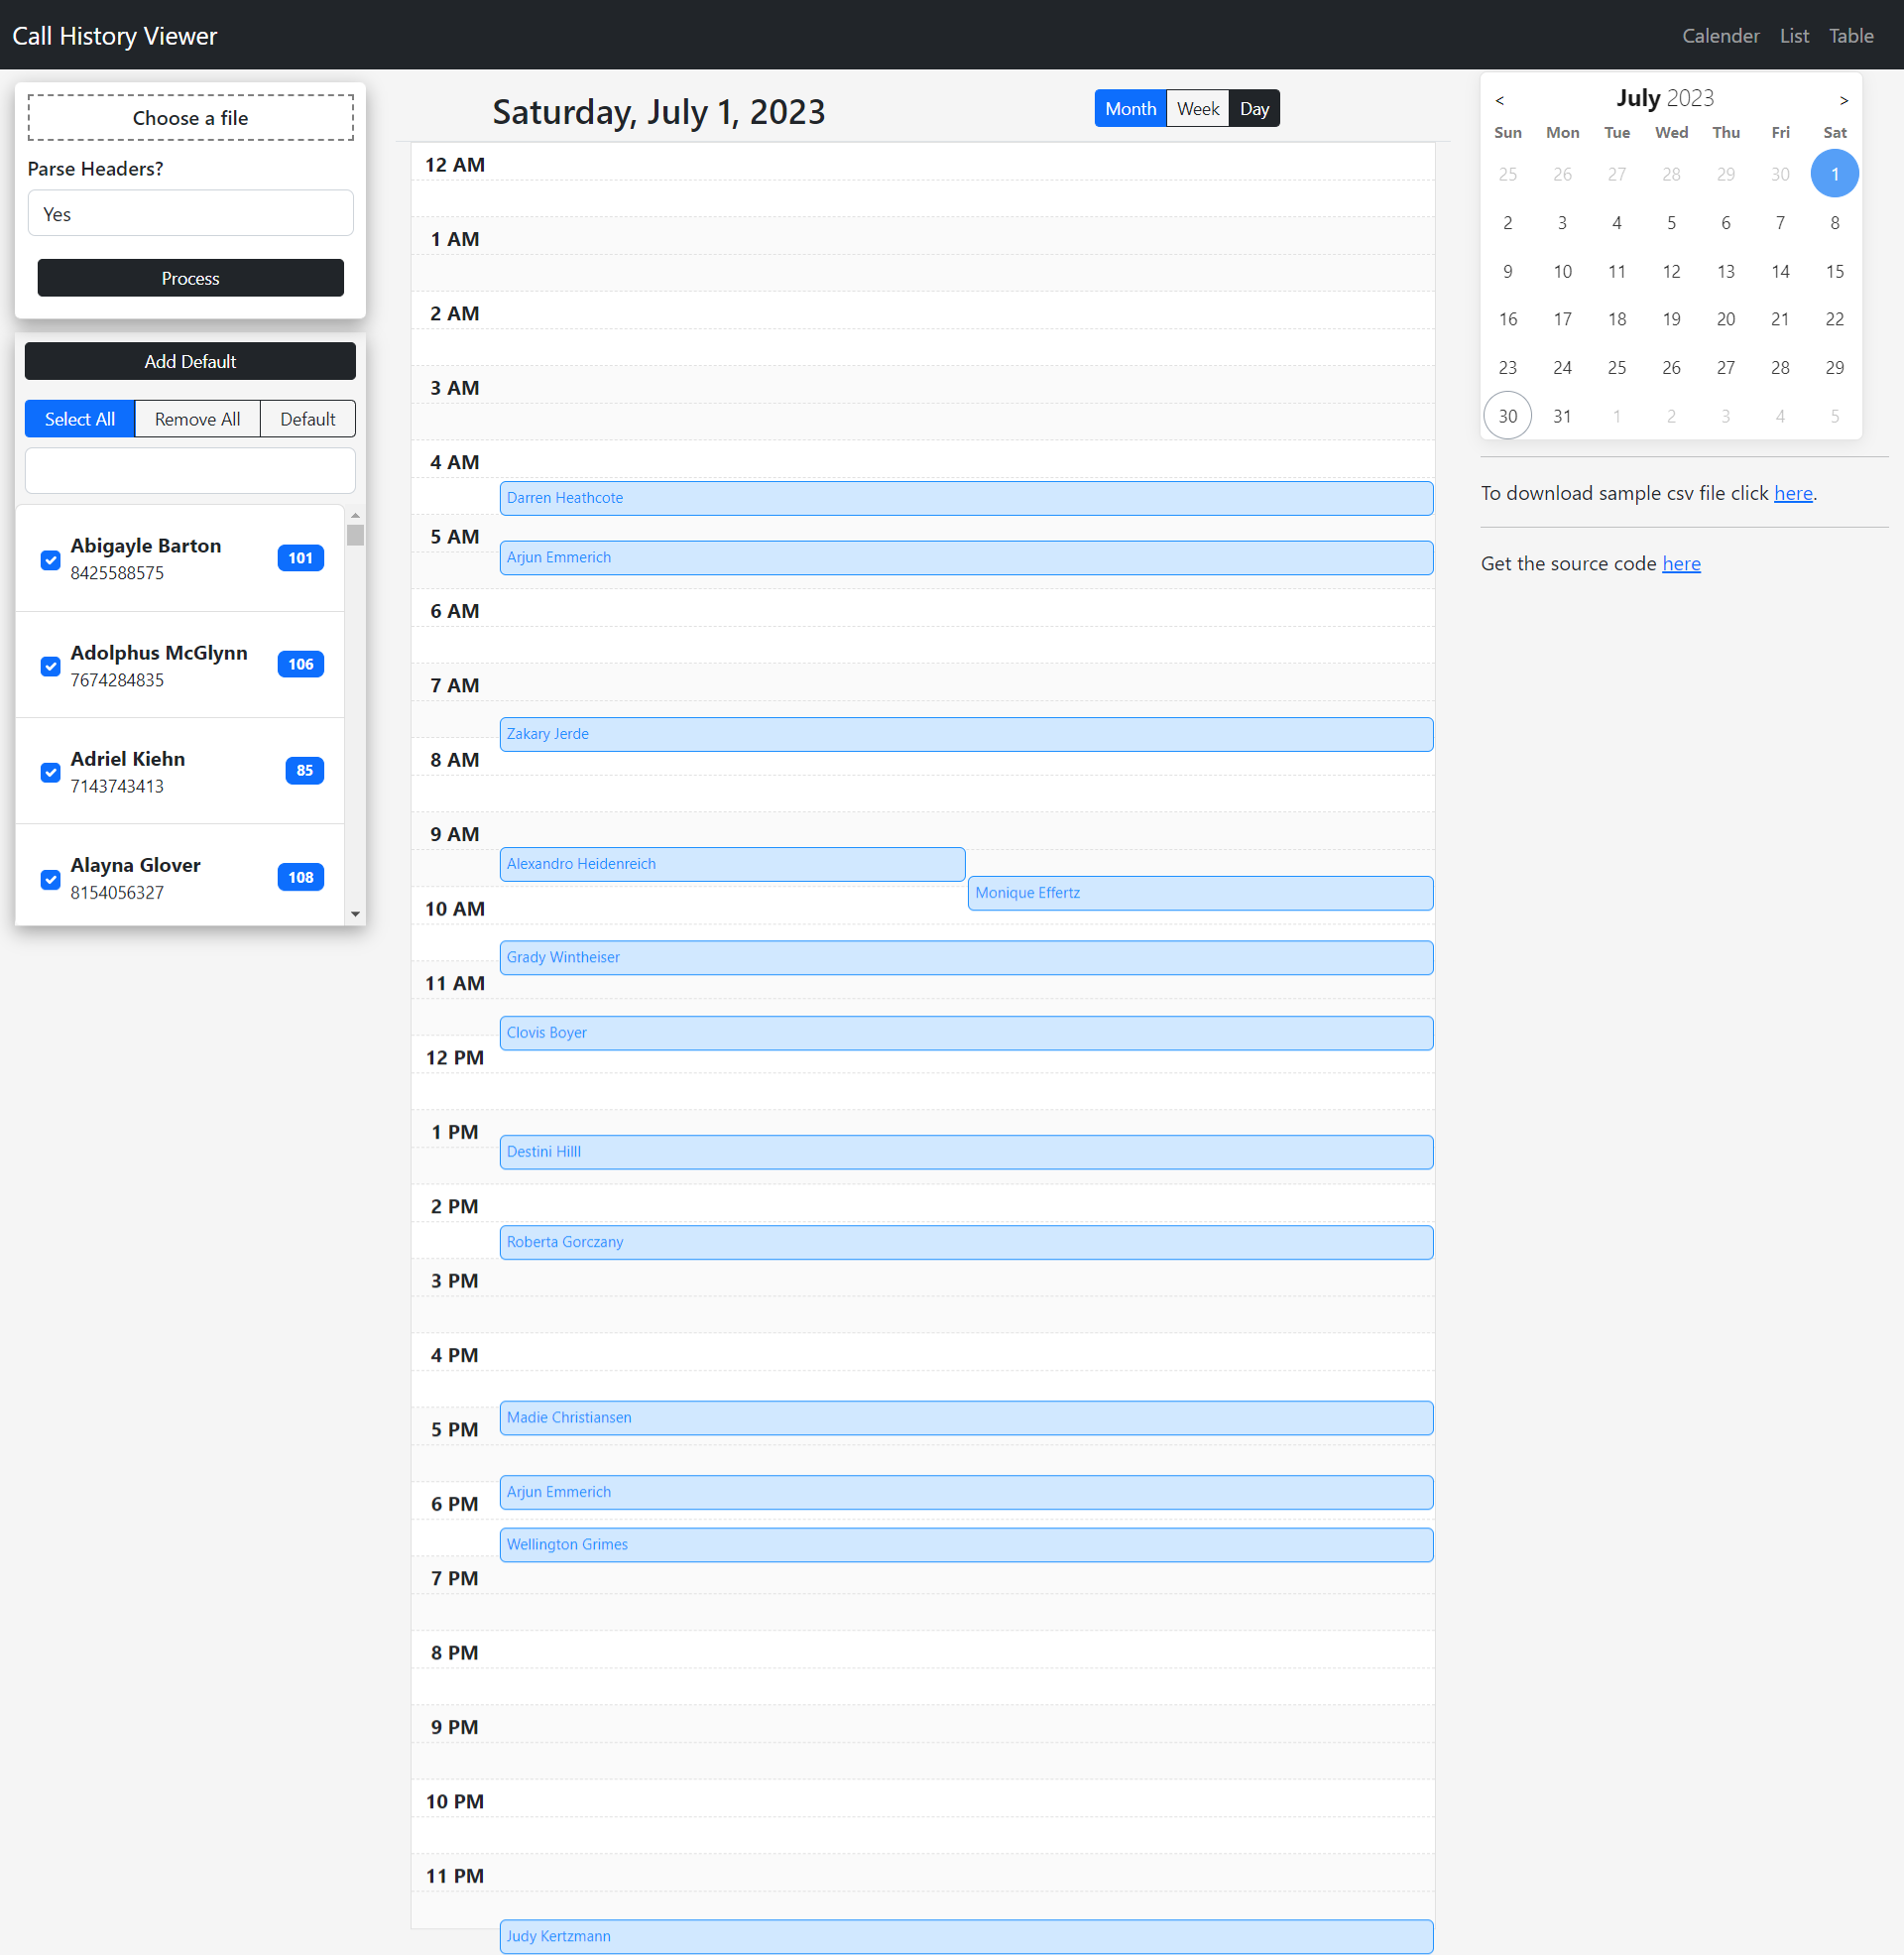 Call History Viewer
Calender List Table
Choose a file
Parse Headers?
Yes
Process
Add Default
Select All Remove All Default
Abigayle Barton
8425588575
101
Adolphus McGlynn
7674284835
106
Adriel Kiehn
7143743413
85
Alayna Glover
8154056327
108
Saturday, July 1, 2023
Month Week Day
12 AM
1 AM
2 AM
3 AM
4 AM
Darren Heathcote
5 AM
Arjun Emmerich
6 AM
7 AM
Zakary Jerde
8 AM
9 AM
Alexandro Heidenreich
Monique Effertz
10 AM
Grady Wintheiser
11 AM
Clovis Boyer
12 PM
1 PM
Destini Hilll
2 PM
Roberta Gorczany
3 PM
4 PM
Madie Christiansen
5 PM
Arjun Emmerich
6 PM
Wellington Grimes
7 PM
8 PM
9 PM
10 PM
11 PM
Judy Kertzmann
< July 2023 >
Sun Mon Tue Wed Thu Fri Sat
25 26 27 28 29 30 1
2 3 4 5 6 7 8
9 10 11 12 13 14 15
16 17 18 19 20 21 22
23 24 25 26 27 28 29
30 31 1 2 3 4 5
To download sample csv file click here.
Get the source code here